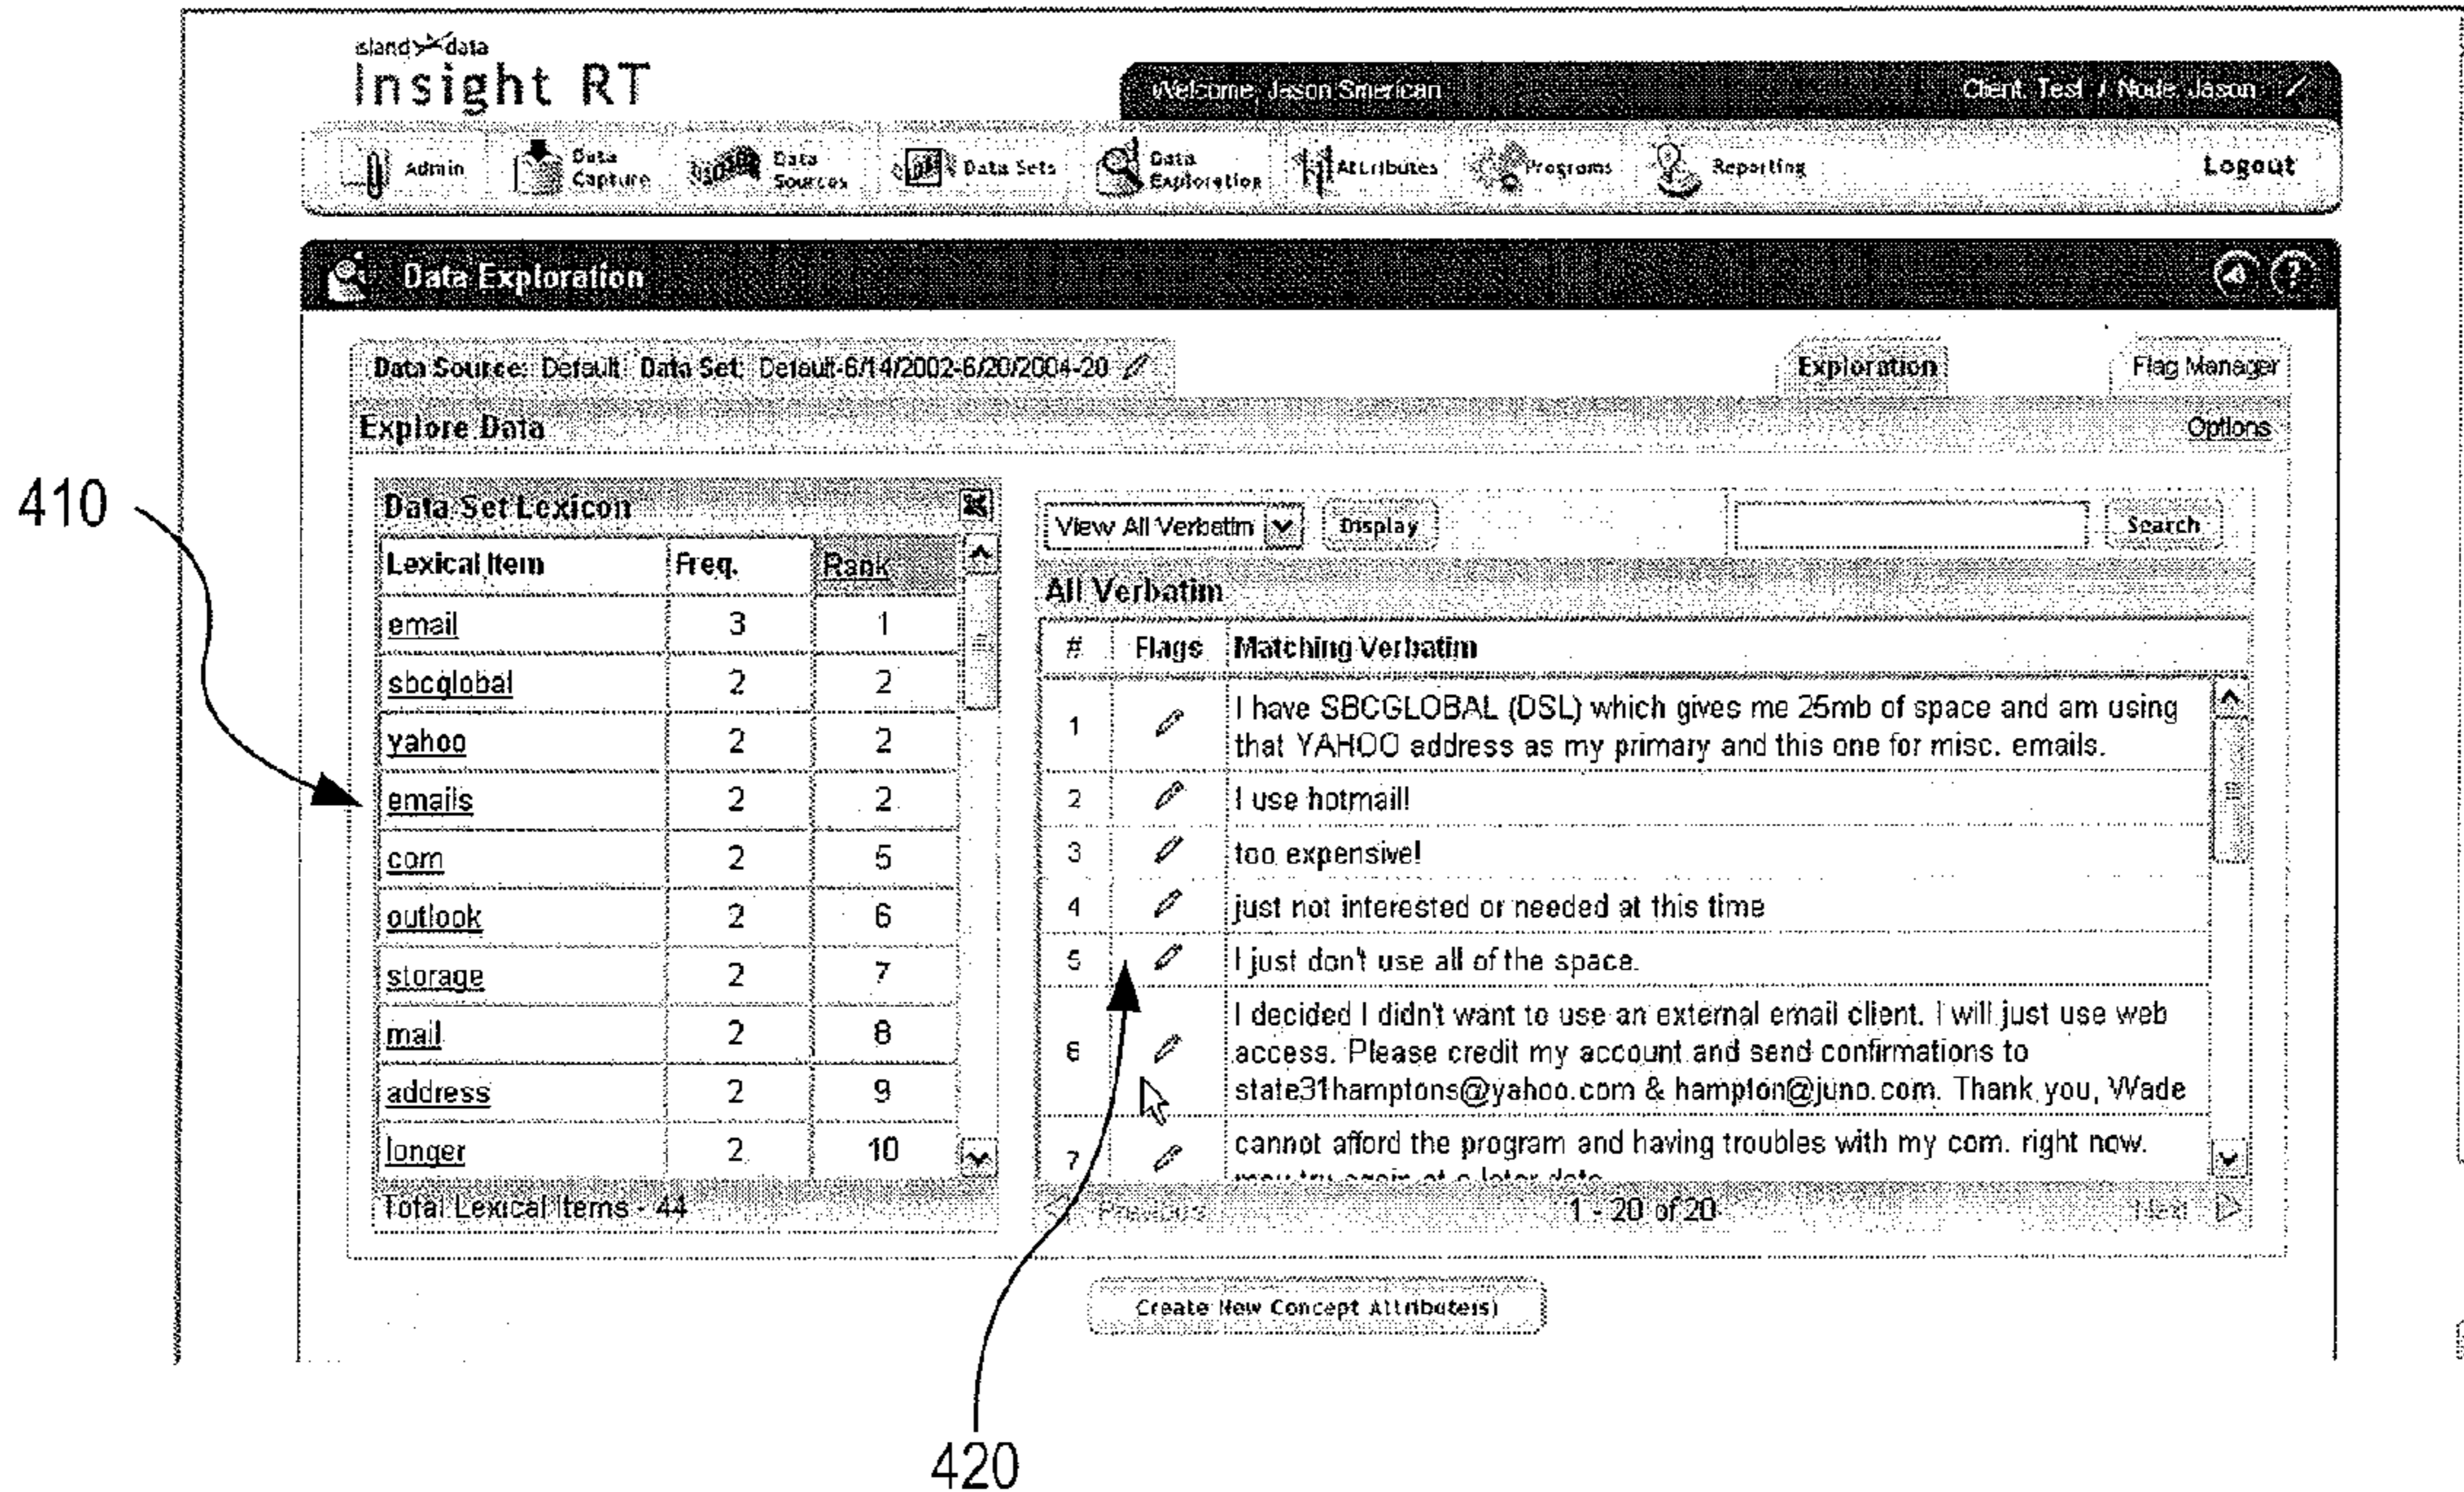 island data
Insight RT
Welcome, Jason Smerican
Client: Test / Node: Jason
Admin
Data Capture
Data Sources
Data Sets
Data Exploration
Attributes
Programs
Reporting
Logout
Data Exploration
Data Source: Default Data Set: Default-6/14/2002-6/20/2004-20
Exploration
Flag Manager
Explore Data
Options
410
Data Set Lexicon
Lexical Item Freq. Rank
email 3 1
sbcglobal 2 2
yahoo 2 2
emails 2 2
com 2 5
outlook 2 6
storage 2 7
mail 2 8
address 2 9
longer 2 10
Total Lexical Items - 44
View All Verbatim
Display
Search
All Verbatim
# Flags Matching Verbatim
1 I have SBCGLOBAL (DSL) which gives me 25mb of space and am using
that YAHOO address as my primary and this one for misc. emails.
2 I use hotmail!
3 too expensive!
4 just not interested or needed at this time
5 I just don't use all of the space.
6 I decided I didn't want to use an external email client. I will just use web
access. Please credit my account and send confirmations to
state31hamptons@yahoo.com & hampton@juno.com. Thank you, Wade
7 cannot afford the program and having troubles with my com. right now.
may try again at a later date
Previous
1 - 20 of 20
Next
Create New Concept Attribute(s)
420